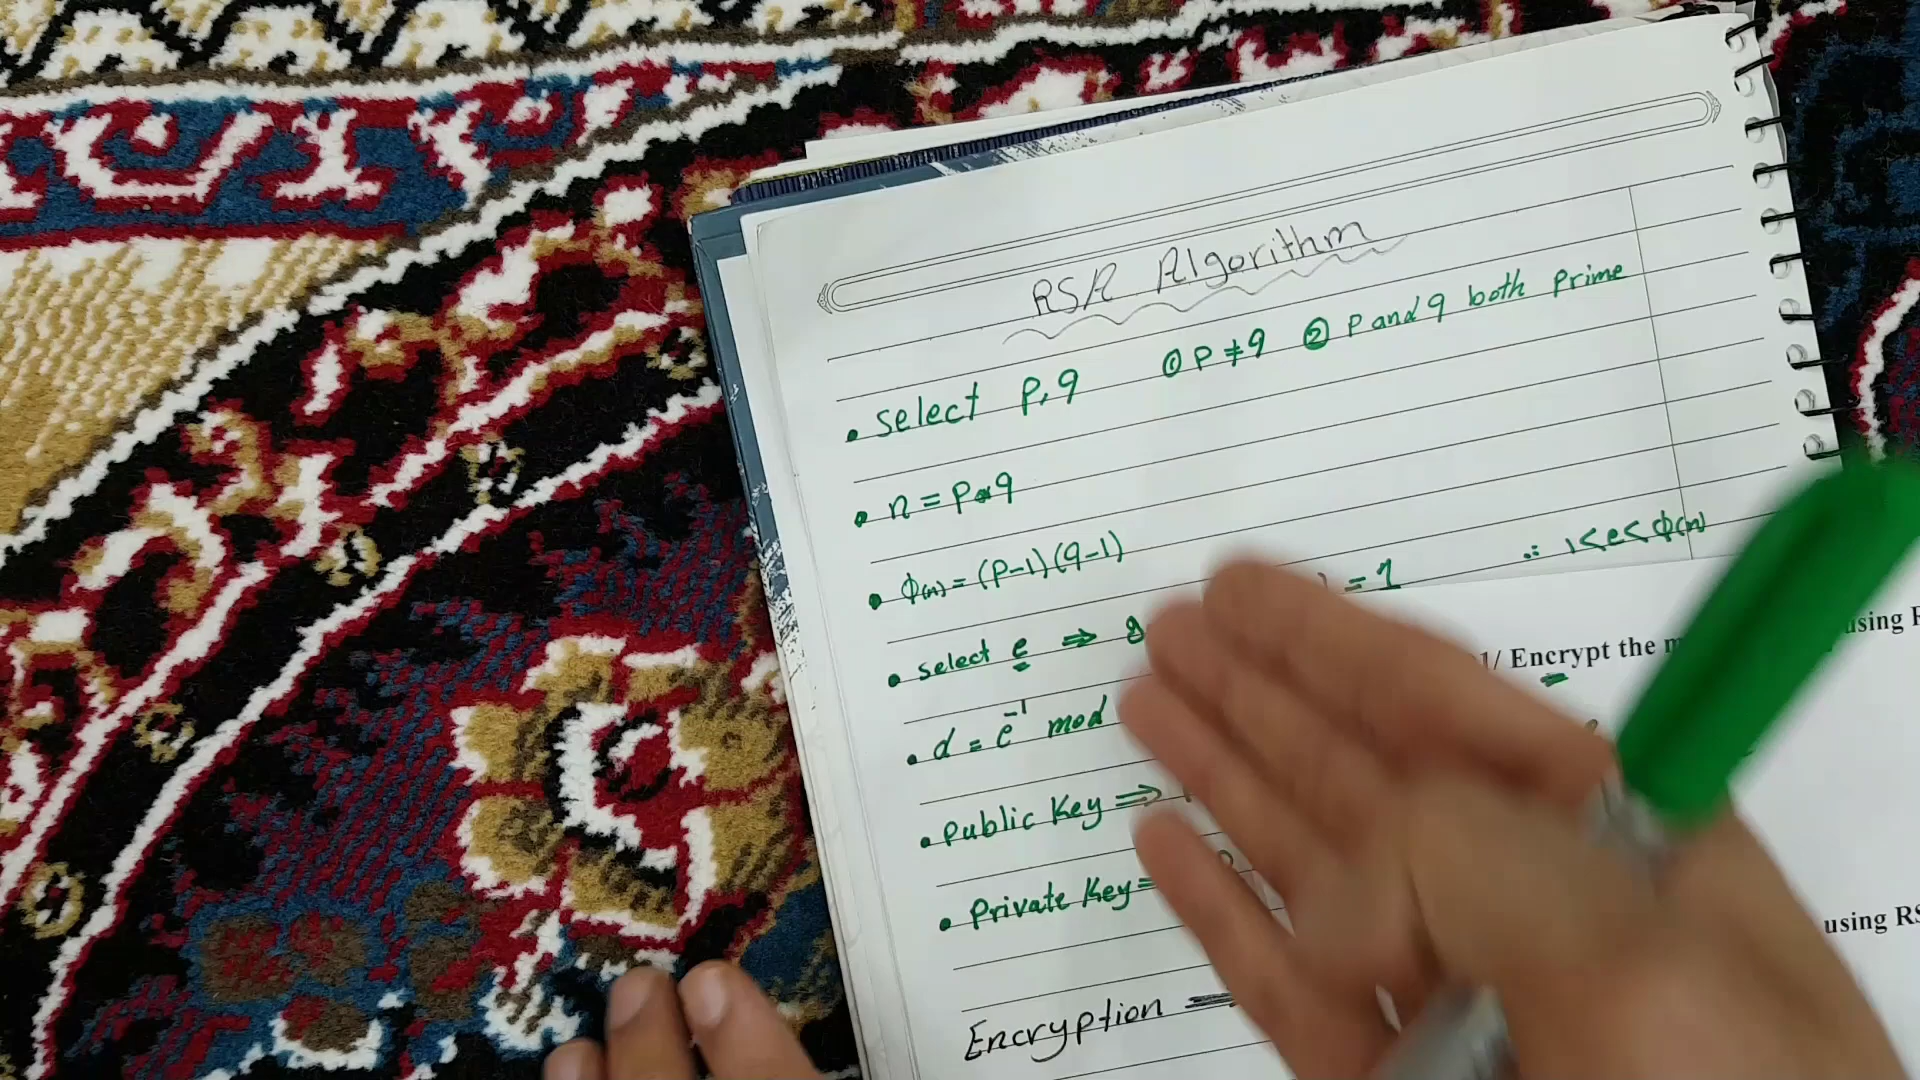 RSA Algorithm
• select P, q ① P ≠ q ② P and q both Prime
• n = P * q
• ϕ(n) = (P-1)(q-1)
• select e ⇒ g ) = 1 ∴ 1<e<ϕ(n)
• d = e⁻¹ mod
• Public Key ⇒
• Private Key =
Encryption
1/ Encrypt the m using
using RS